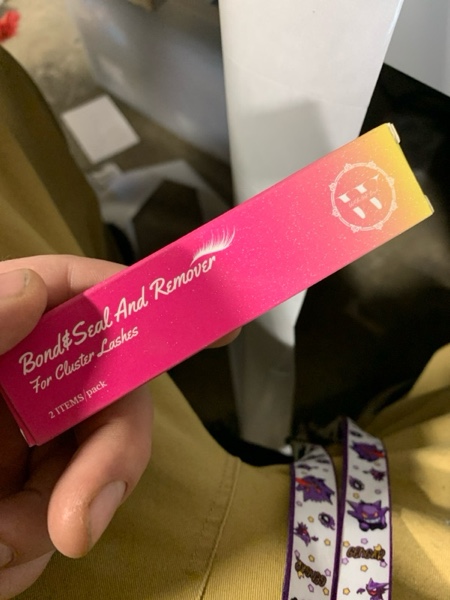 Bond&Seal And Remover
For Cluster Lashes
2 ITEMS/pack